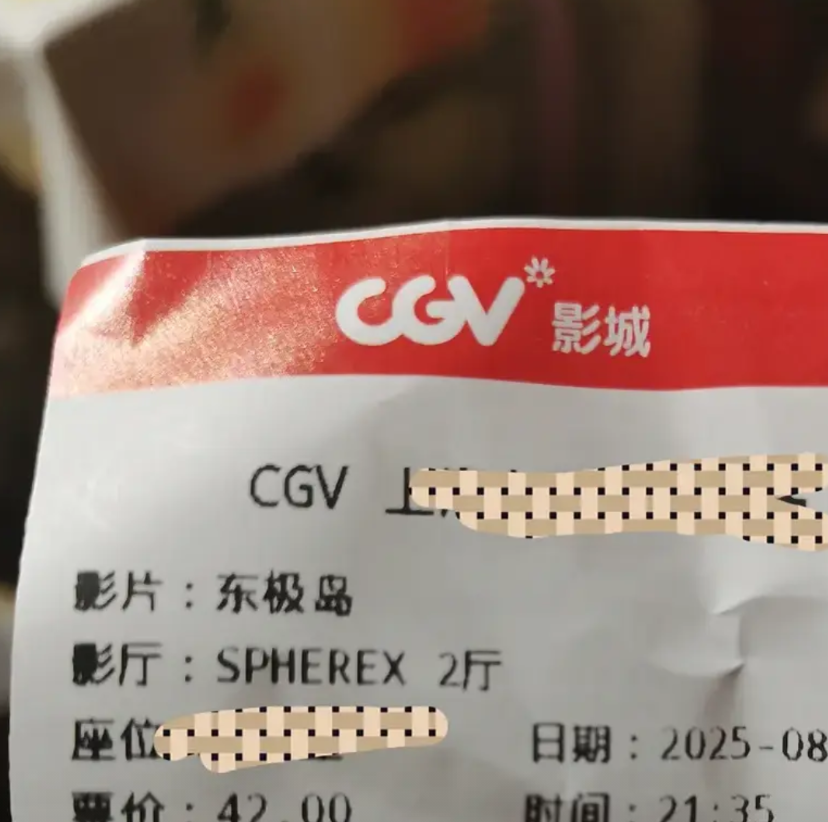 CGV 影城
CGV 上
影片：东极岛
影厅：SPHEREX 2厅
座位 日期：2025-08
票价：42.00 时间：21:35